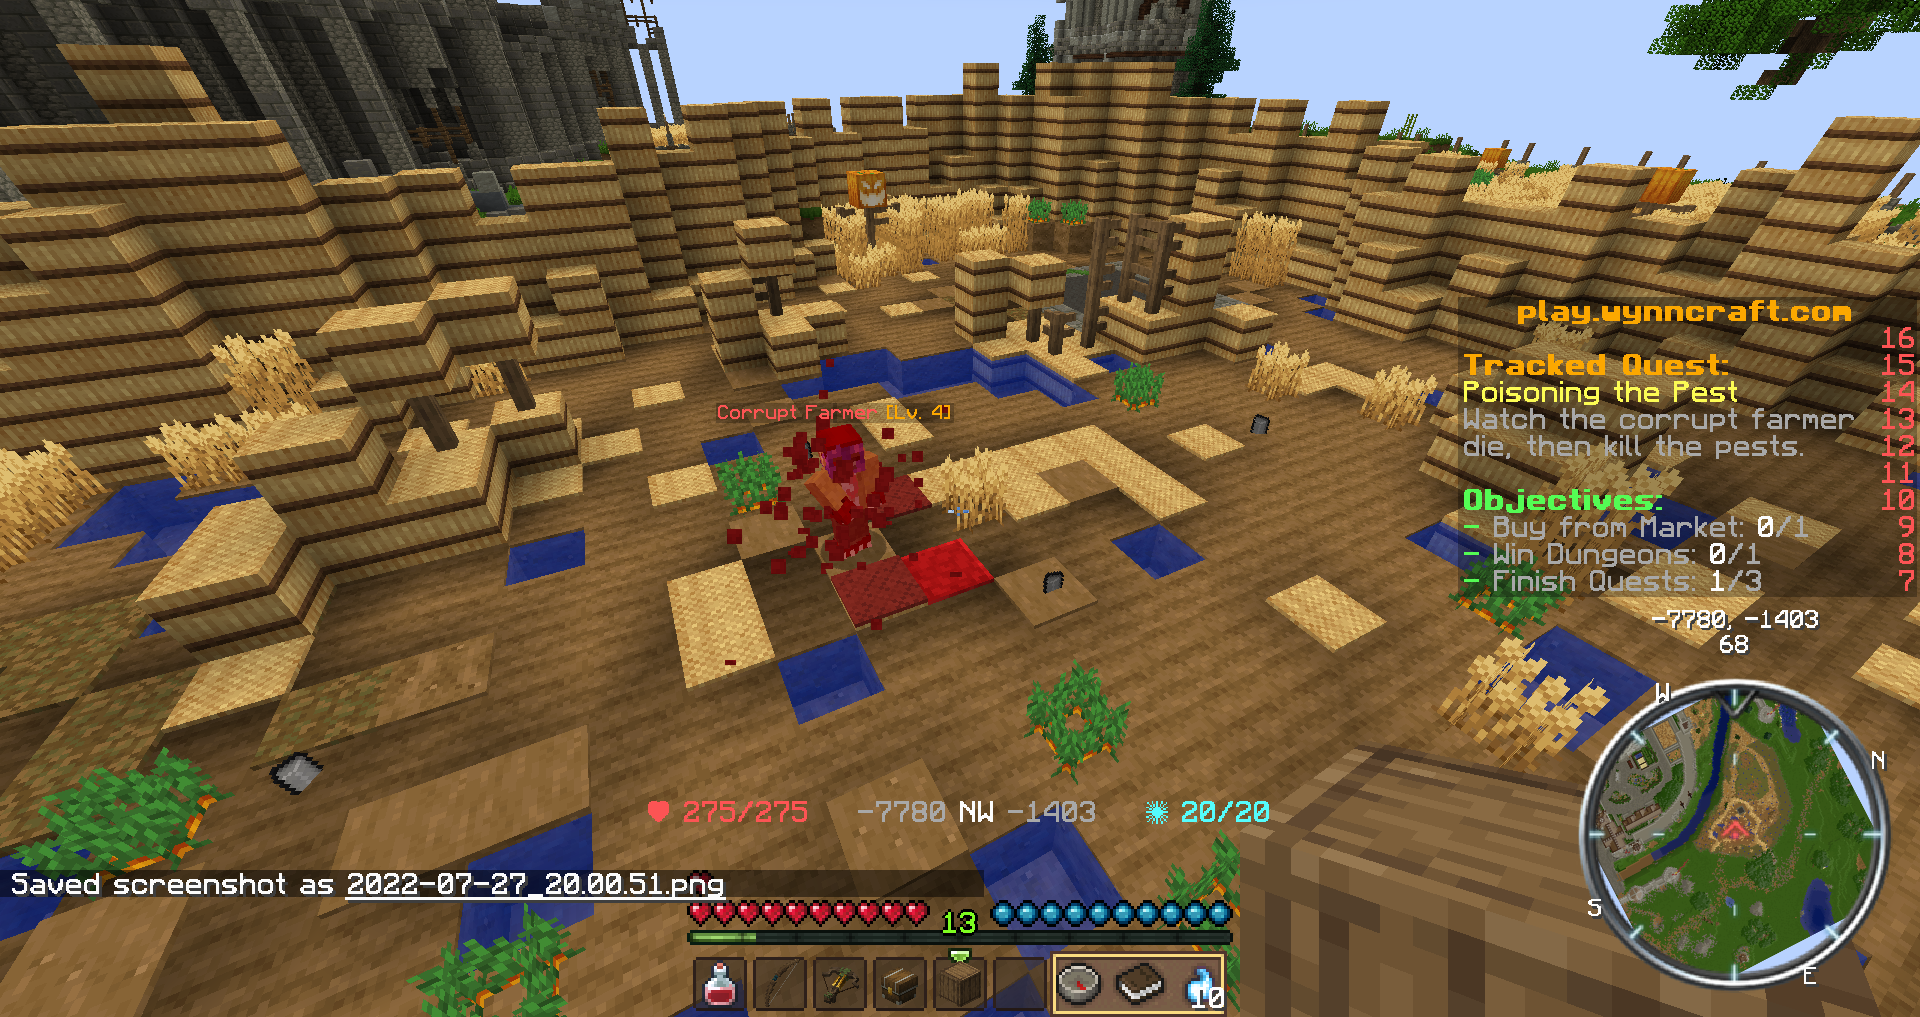 play.wynncraft.com
16
Tracked Quest: 15
Poisoning the Pest 14
Watch the corrupt farmer 13
die, then kill the pests. 12
11
Objectives: 10
- Buy from Market: 0/1 9
- Win Dungeons: 0/1 8
- Finish Quests: 1/3 7
-7780, -1403
68
Corrupt Farmer [Lv. 4]
W
N
S
E
275/275 -7780 NW -1403 20/20
Saved screenshot as 2022-07-27_20.00.51.png
13
10